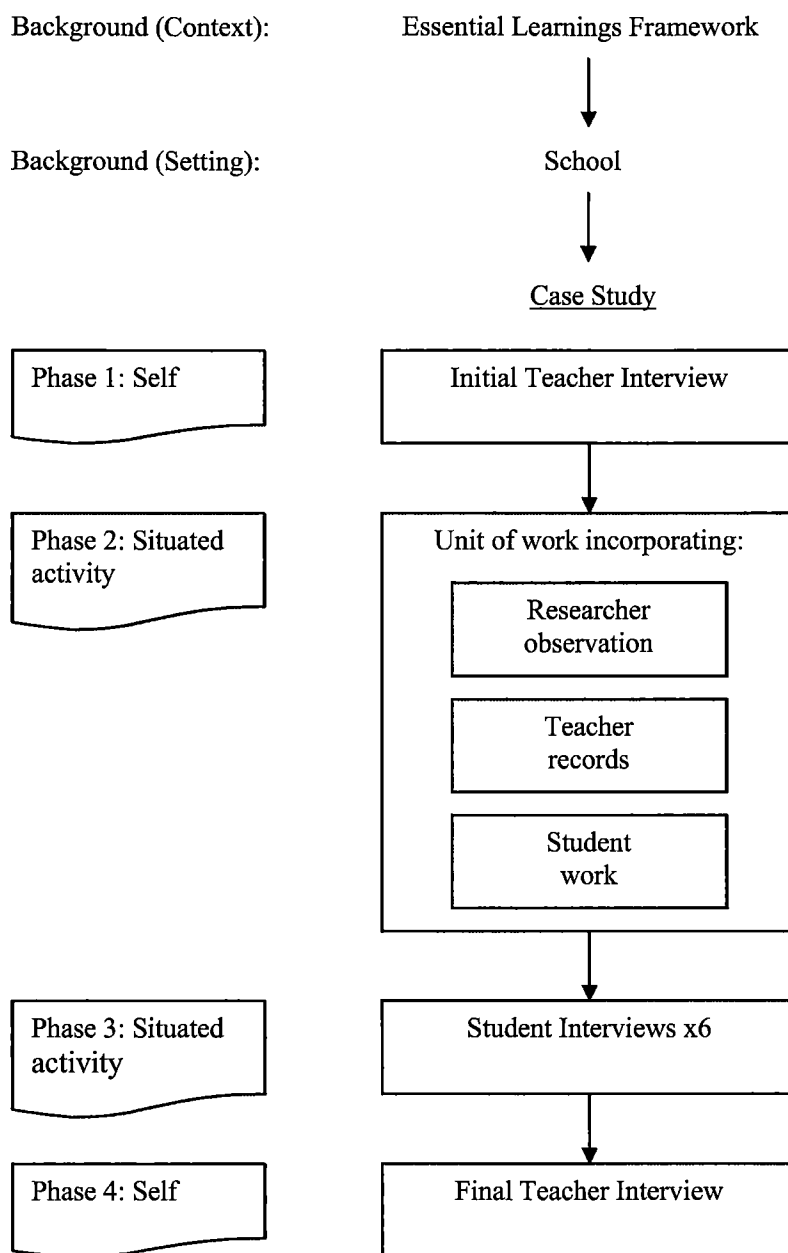 Background (Context): Essential Learnings Framework
Background (Setting): School
Case Study
Phase 1: Self
Initial Teacher Interview
Phase 2: Situated
activity
Unit of work incorporating:
Researcher
observation
Teacher
records
Student
work
Phase 3: Situated
activity
Student Interviews x6
Phase 4: Self
Final Teacher Interview